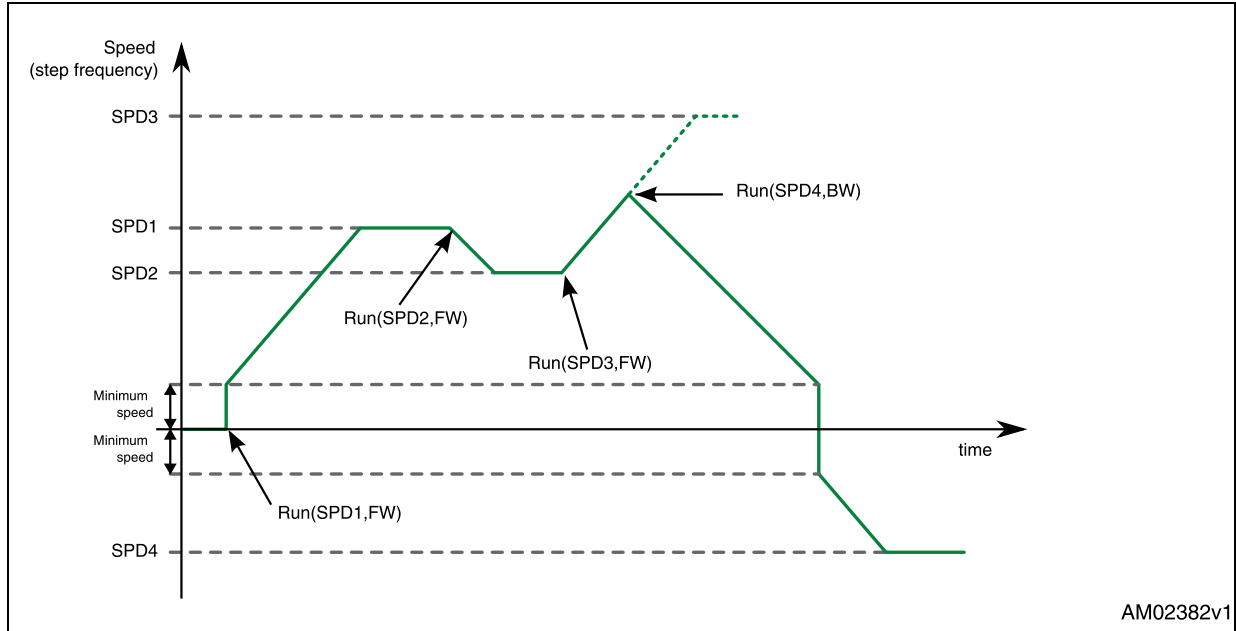 Speed
(step frequency)
SPD3
Run(SPD4,BW)
SPD1
SPD2
Run(SPD2,FW)
Run(SPD3,FW)
Minimum
speed
Minimum
speed
time
Run(SPD1,FW)
SPD4
AM02382v1